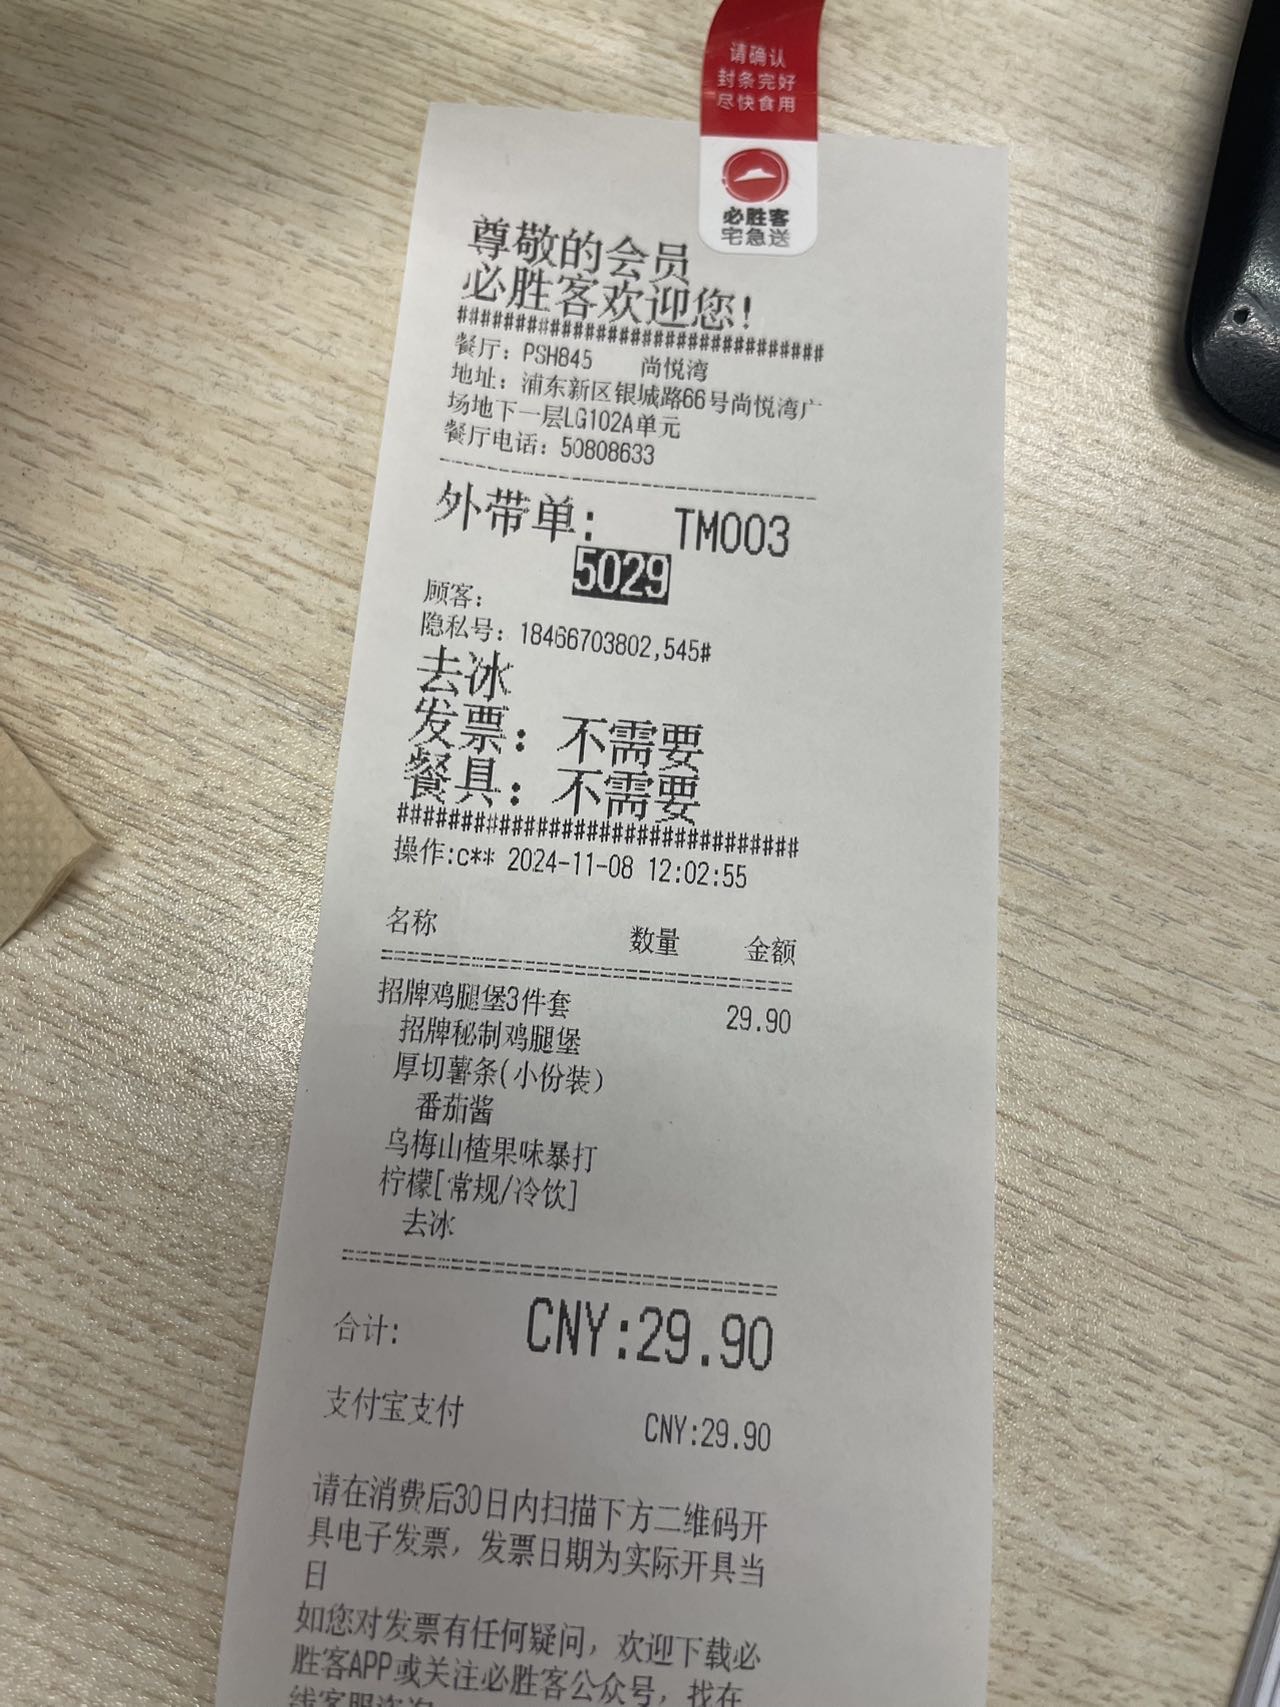 请确认
封条完好
尽快食用
必胜客
宅急送
尊敬的会员
必胜客欢迎您!
################################
餐厅: PSH845 尚悦湾
地址: 浦东新区银城路66号尚悦湾广
场地下一层LG102A单元
餐厅电话: 50808633
外带单: TM003
5029
顾客:
隐私号: 18466703802,545#
去冰
发票: 不需要
餐具: 不需要
################################
操作:c** 2024-11-08 12:02:55
名称 数量 金额
招牌鸡腿堡3件套 29.90
招牌秘制鸡腿堡
厚切薯条(小份装)
番茄酱
乌梅山楂果味暴打
柠檬[常规/冷饮]
去冰
合计: CNY:29.90
支付宝支付 CNY:29.90
请在消费后30日内扫描下方二维码开
具电子发票, 发票日期为实际开具当
日
如您对发票有任何疑问, 欢迎下载必
胜客APP或关注必胜客公众号, 找在
线客服咨询